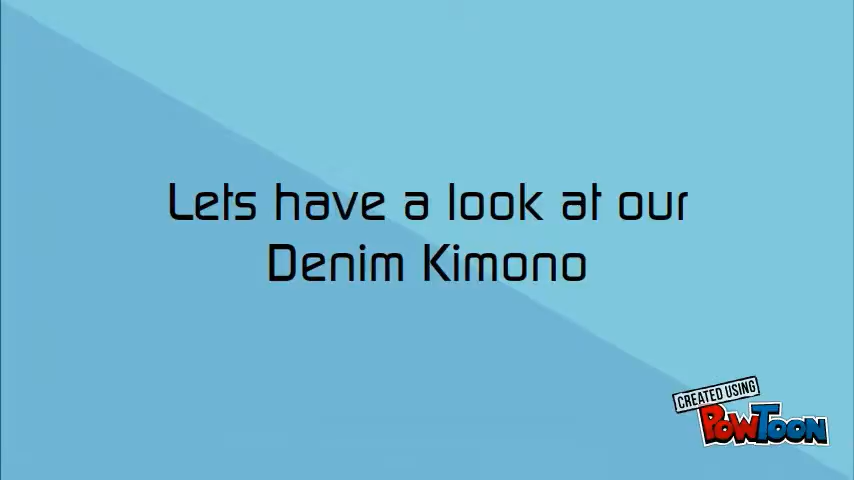 Lets have a look at our
Denim Kimono
CREATED USING
POWTOON